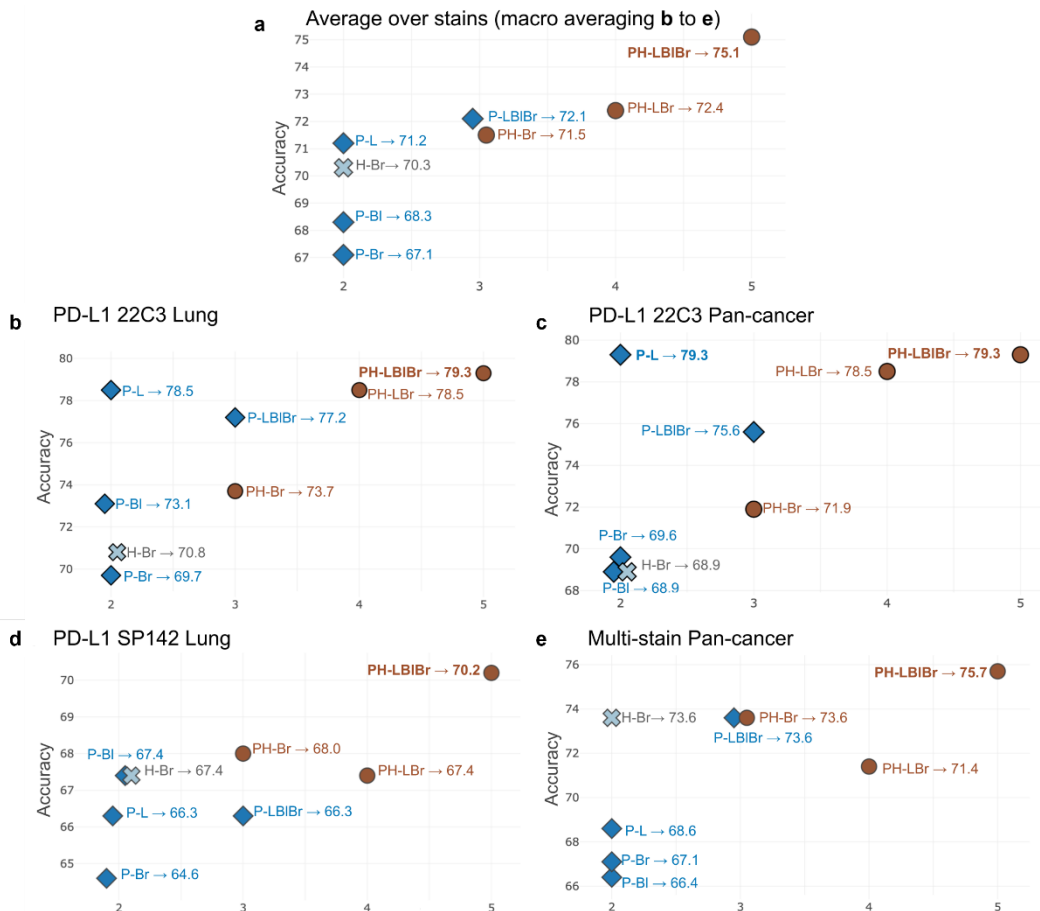 a Average over stains (macro averaging b to e)
Accuracy
75
74
73
72
71
70
69
68
67
PH-LBlBr → 75.1
PH-LBr → 72.4
P-LBlBr → 72.1
PH-Br → 71.5
P-L → 71.2
H-Br→ 70.3
P-Bl → 68.3
P-Br → 67.1
2 3 4 5
b PD-L1 22C3 Lung
Accuracy
80
78
76
74
72
70
PH-LBlBr → 79.3
P-L → 78.5
PH-LBr → 78.5
P-LBlBr → 77.2
PH-Br → 73.7
P-Bl → 73.1
H-Br → 70.8
P-Br → 69.7
2 3 4 5
c PD-L1 22C3 Pan-cancer
Accuracy
80
78
76
74
72
70
68
P-L → 79.3
PH-LBlBr → 79.3
PH-LBr → 78.5
P-LBlBr → 75.6
PH-Br → 71.9
P-Br → 69.6
H-Br → 68.9
P-Bl → 68.9
2 3 4 5
d PD-L1 SP142 Lung
Accuracy
70
69
68
67
66
65
PH-LBlBr → 70.2
PH-Br → 68.0
P-Bl → 67.4
H-Br → 67.4
PH-LBr → 67.4
P-L → 66.3
P-LBlBr → 66.3
P-Br → 64.6
2 3 4 5
e Multi-stain Pan-cancer
Accuracy
76
74
72
70
68
66
PH-LBlBr → 75.7
H-Br→ 73.6
PH-Br → 73.6
P-LBlBr → 73.6
PH-LBr → 71.4
P-L → 68.6
P-Br → 67.1
P-Bl → 66.4
2 3 4 5